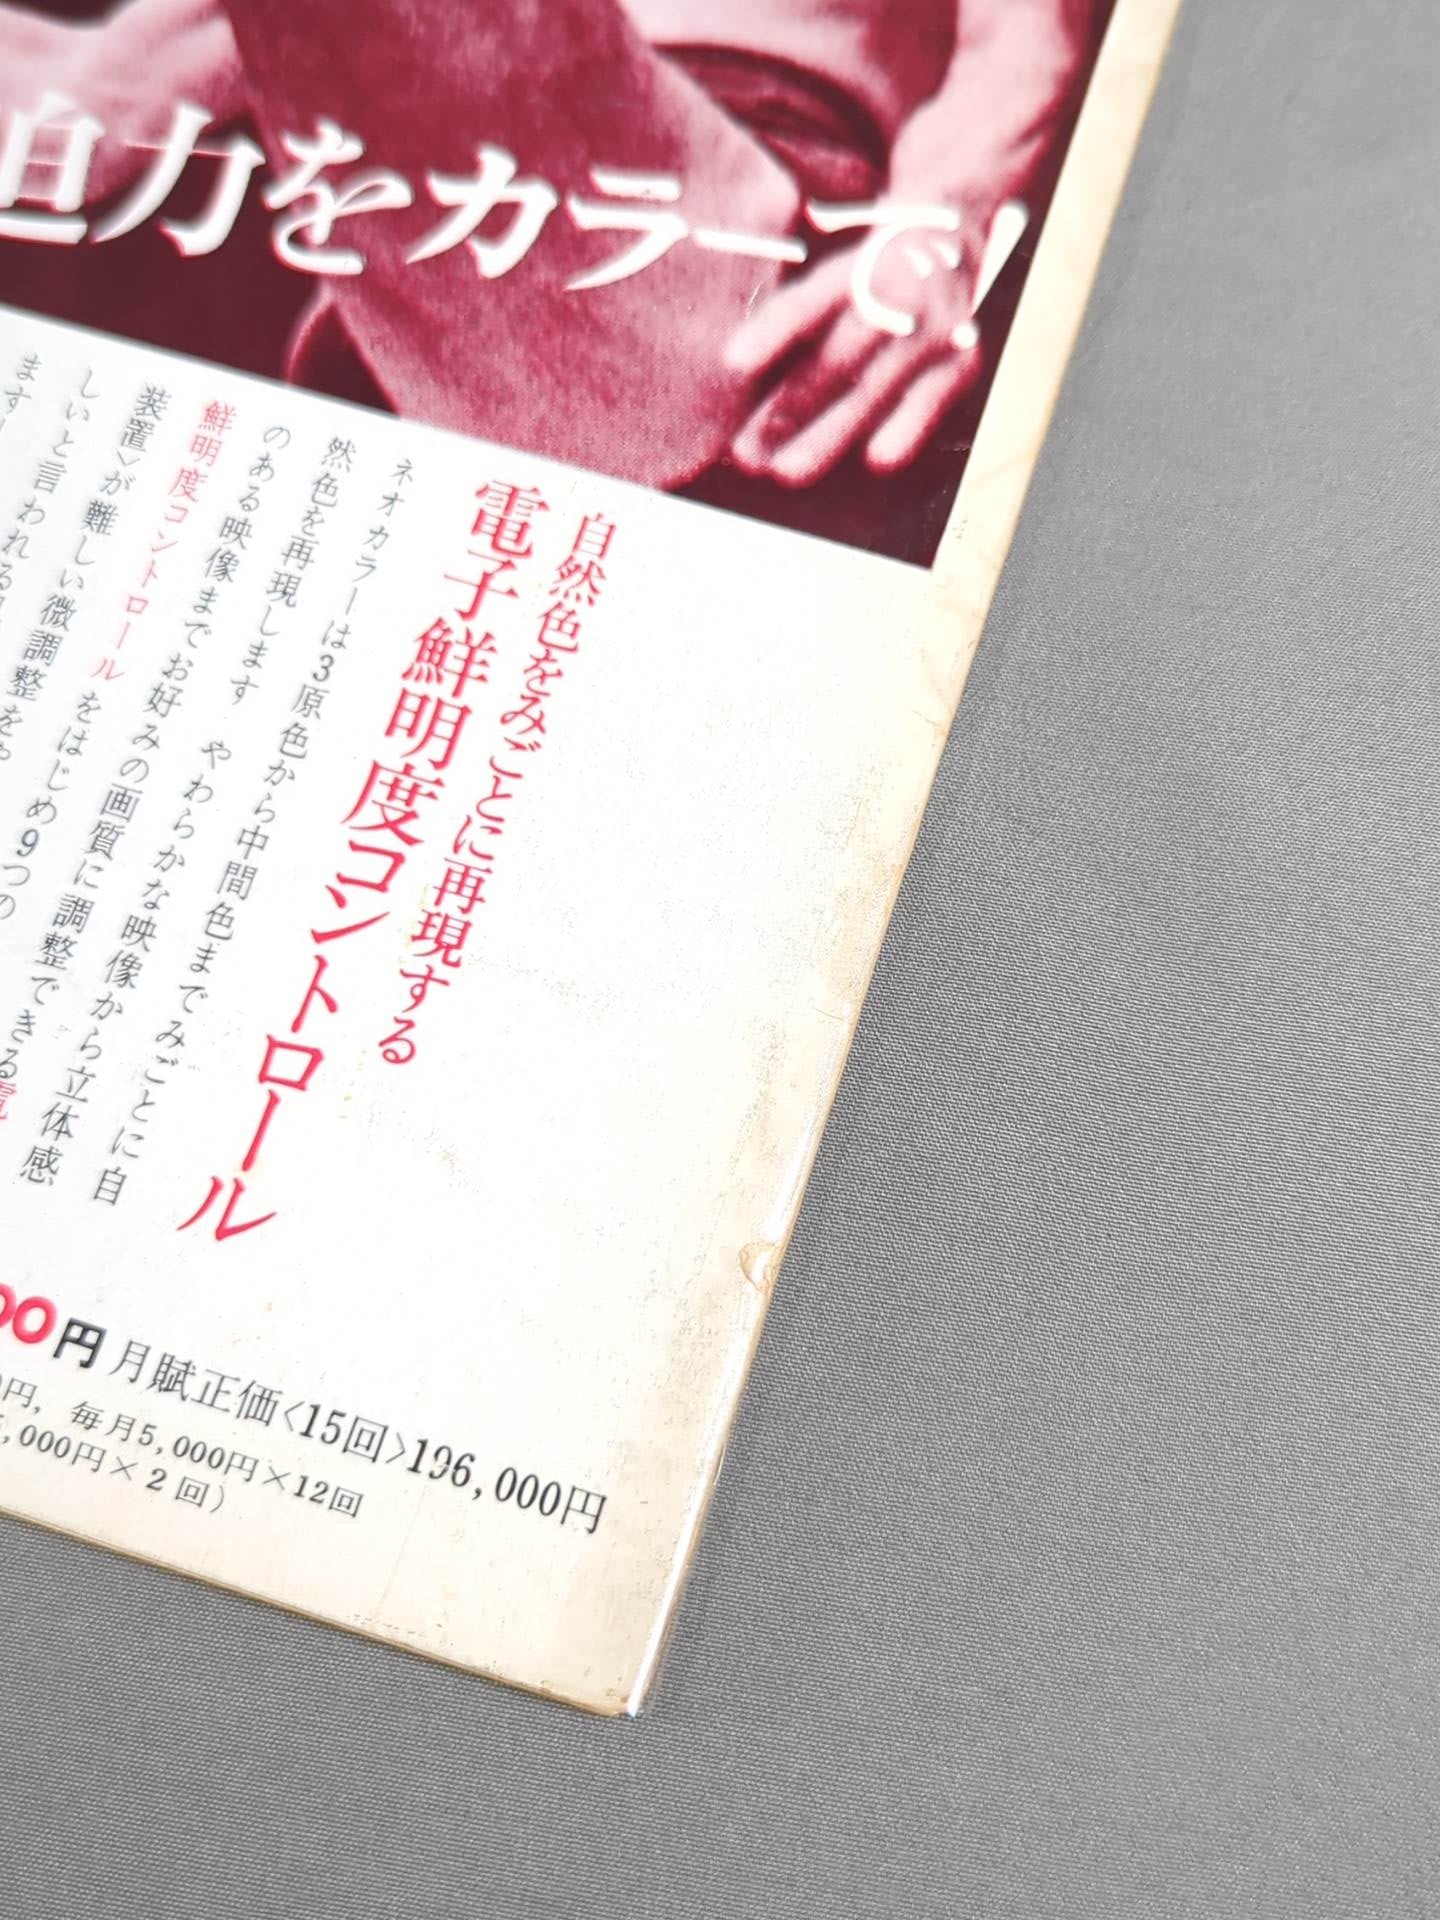 迫力をカラーで!
自然色をみごとに再現する
電子鮮明度コントロール
ネオカラーは3原色から中間色までみごとに自
然色を再現します やわらかな映像から立体感
のある映像までお好みの画質に調整できる電
鮮明度コントロールをはじめ9つの
装置〉が難しい微調整を
しいと言われる
ます
00円 月賦正価〈15回〉196,000円
0円, 毎月5,000円×12回
5,000円×2回)